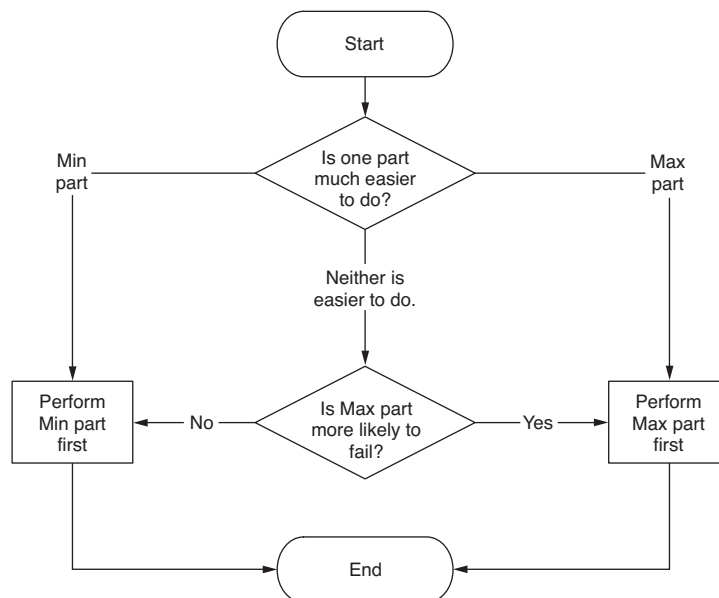 Start
Min
part
Is one part
much easier
to do?
Max
part
Neither is
easier to do.
Perform
Min part
first
No
Is Max part
more likely to
fail?
Yes
Perform
Max part
first
End